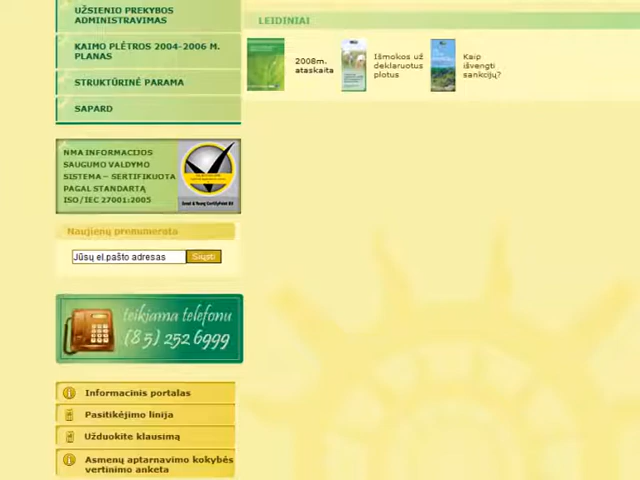 UŽSIENIO PREKYBOS
ADMINISTRAVIMAS
KAIMO PLĖTROS 2004-2006 M.
PLANAS
STRUKTŪRINĖ PARAMA
SAPARD
LEIDINIAI
2008m.
ataskaita
Išmokos už
deklaruotus
plotus
Kaip
išvengti
sankcijų?
NMA INFORMACIJOS
SAUGUMO VALDYMO
SISTEMA – SERTIFIKUOTA
PAGAL STANDARTĄ
ISO/IEC 27001:2005
Naujienų prenumerata
Jūsų el.pašto adresas
Siųsti
teikiama telefonu
(8 5) 252 6999
Informacinis portalas
Pasitikėjimo linija
Užduokite klausimą
Asmenų aptarnavimo kokybės
vertinimo anketa